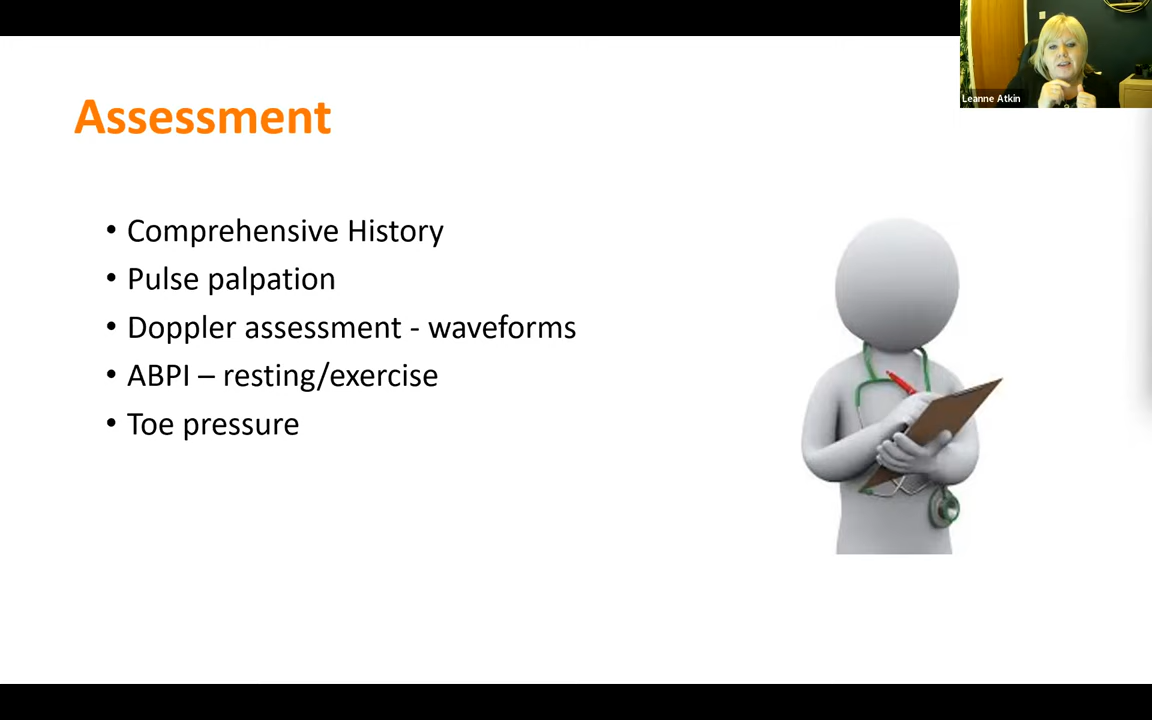 Leanne Atkin
Assessment
• Comprehensive History
• Pulse palpation
• Doppler assessment - waveforms
• ABPI – resting/exercise
• Toe pressure